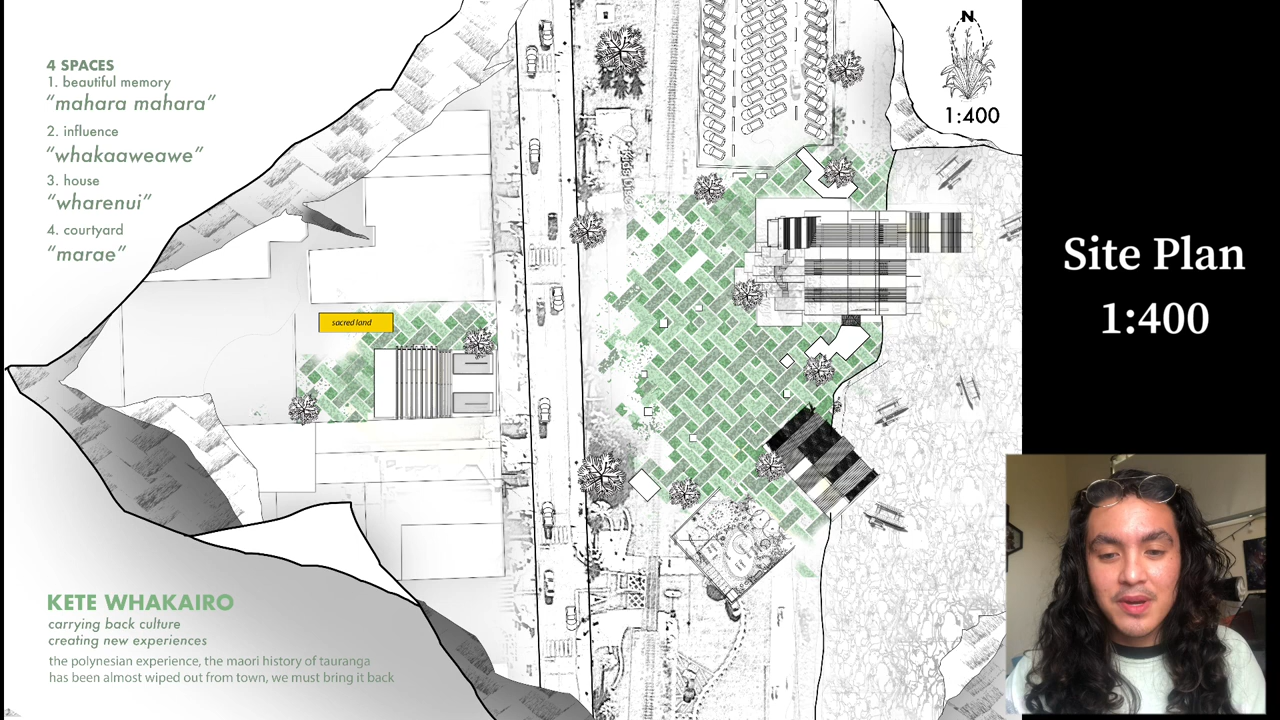 4 SPACES
1. beautiful memory
“mahara mahara”
2. influence
“whakaaweawe”
3. house
“wharenui”
4. courtyard
“marae”
sacred land
N
1:400
Site Plan
1:400
KETE WHAKAIRO
carrying back culture
creating new experiences
the polynesian experience, the maori history of tauranga
has been almost wiped out from town, we must bring it back